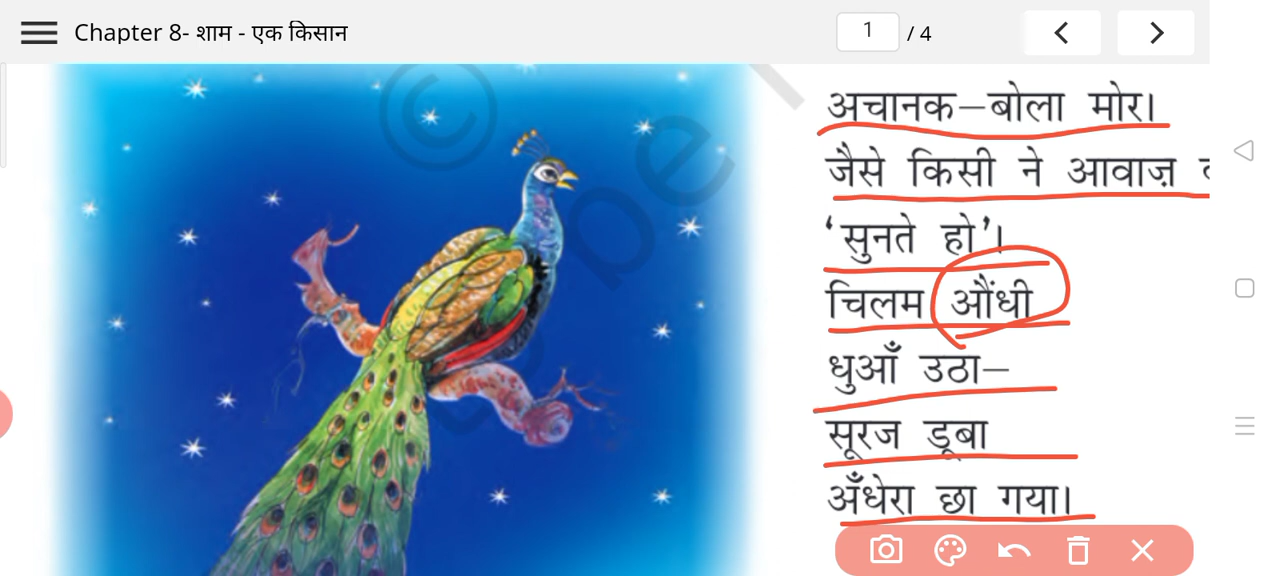 Chapter 8- शाम - एक किसान
1 / 4
अचानक–बोला मोर।
जैसे किसी ने आवाज़
‘सुनते हो’।
चिलम औंधी
धुआँ उठा–
सूरज डूबा
अँधेरा छा गया।